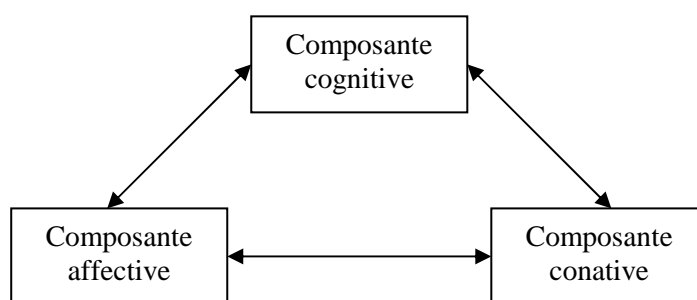 Composante
cognitive
Composante
affective
Composante
conative